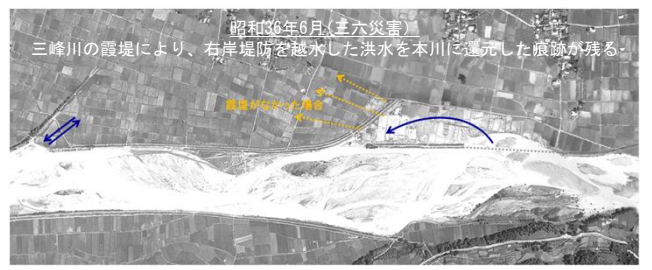 昭和36年6月(三六災害)
三峰川の霞堤により、右岸堤防を越水した洪水を本川に還元した痕跡が残る
霞堤がなかった場合